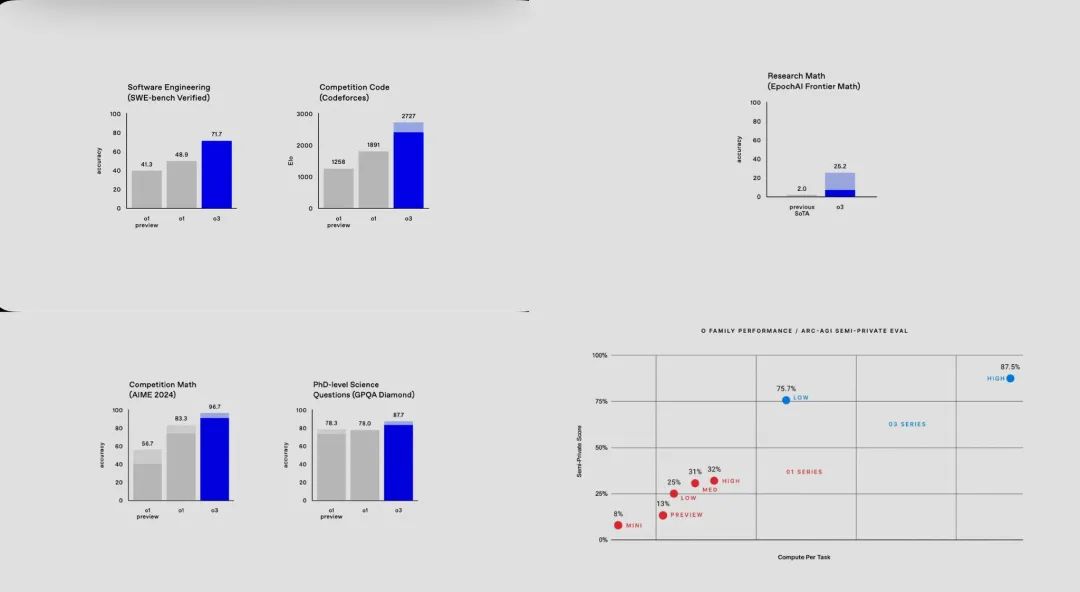 Software Engineering
(SWE-bench Verified)
100
80
60
40
20
0
accuracy
41.3
48.9
71.7
o1
preview
o1
o3
Competition Code
(Codeforces)
3000
2000
1000
0
Elo
1258
1891
2727
o1
preview
o1
o3
Research Math
(EpochAI Frontier Math)
100
80
60
40
20
0
accuracy
2.0
25.2
previous
SoTA
o3
Competition Math
(AIME 2024)
100
80
60
40
20
0
accuracy
56.7
83.3
96.7
o1
preview
o1
o3
PhD-level Science
Questions (GPQA Diamond)
100
80
60
40
20
0
accuracy
78.3
78.0
87.7
o1
preview
o1
o3
O FAMILY PERFORMANCE / ARC-AGI SEMI-PRIVATE EVAL
100%
75%
50%
25%
0%
Semi-Private Score
87.5%
HIGH
75.7%
LOW
O3 SERIES
O1 SERIES
31%
32%
HIGH
MED
25%
LOW
13%
PREVIEW
8%
MINI
Compute Per Task